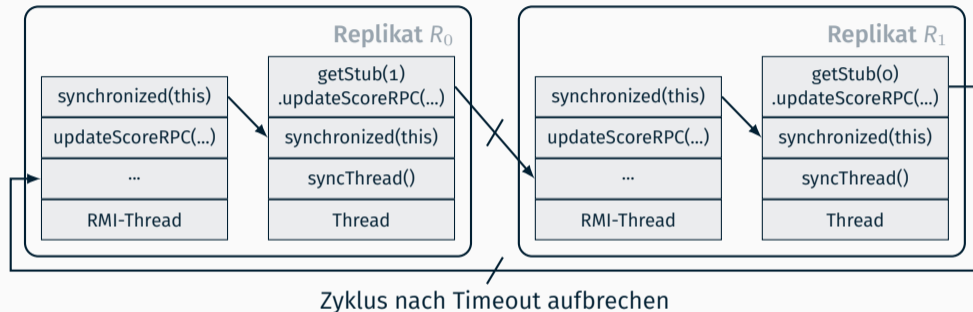 Replikat R₀
synchronized(this)
updateScoreRPC(...)
...
RMI-Thread
getStub(1)
.updateScoreRPC(...)
synchronized(this)
syncThread()
Thread
Replikat R₁
synchronized(this)
updateScoreRPC(...)
...
RMI-Thread
getStub(0)
.updateScoreRPC(...)
synchronized(this)
syncThread()
Thread
Zyklus nach Timeout aufbrechen